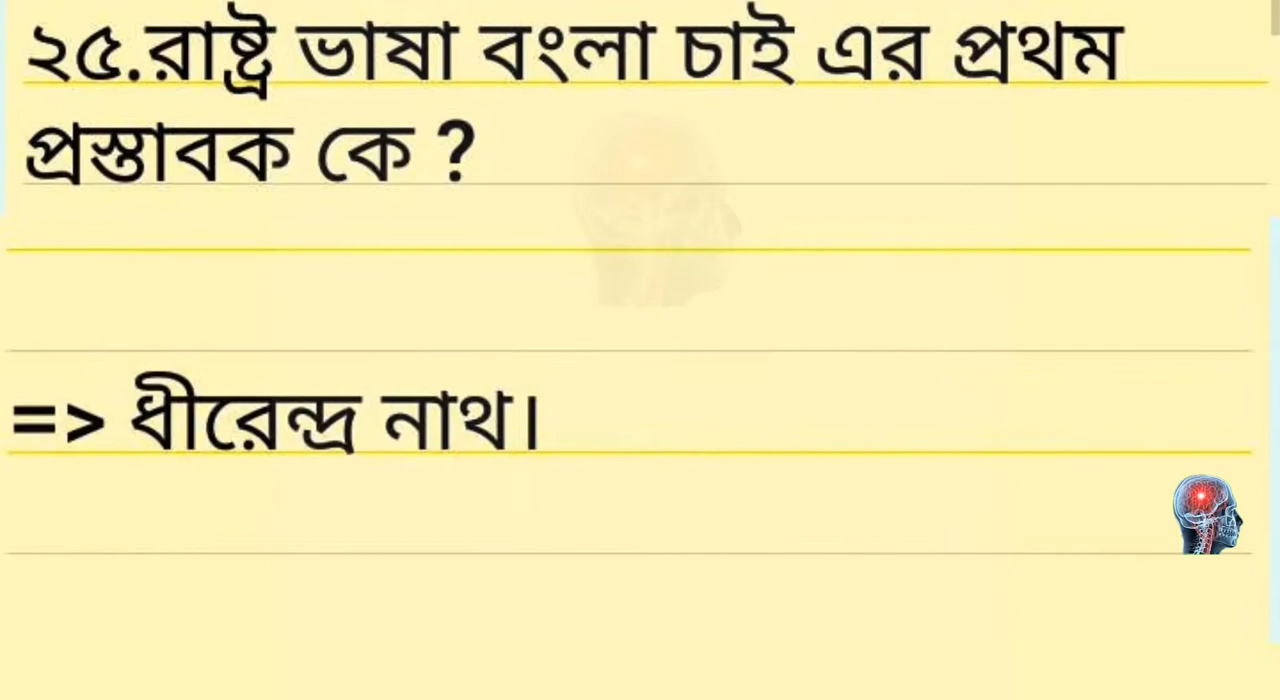 ২৫.রাষ্ট্র ভাষা বংলা চাই এর প্রথম
প্রস্তাবক কে ?
=> ধীরেন্দ্র নাথ।